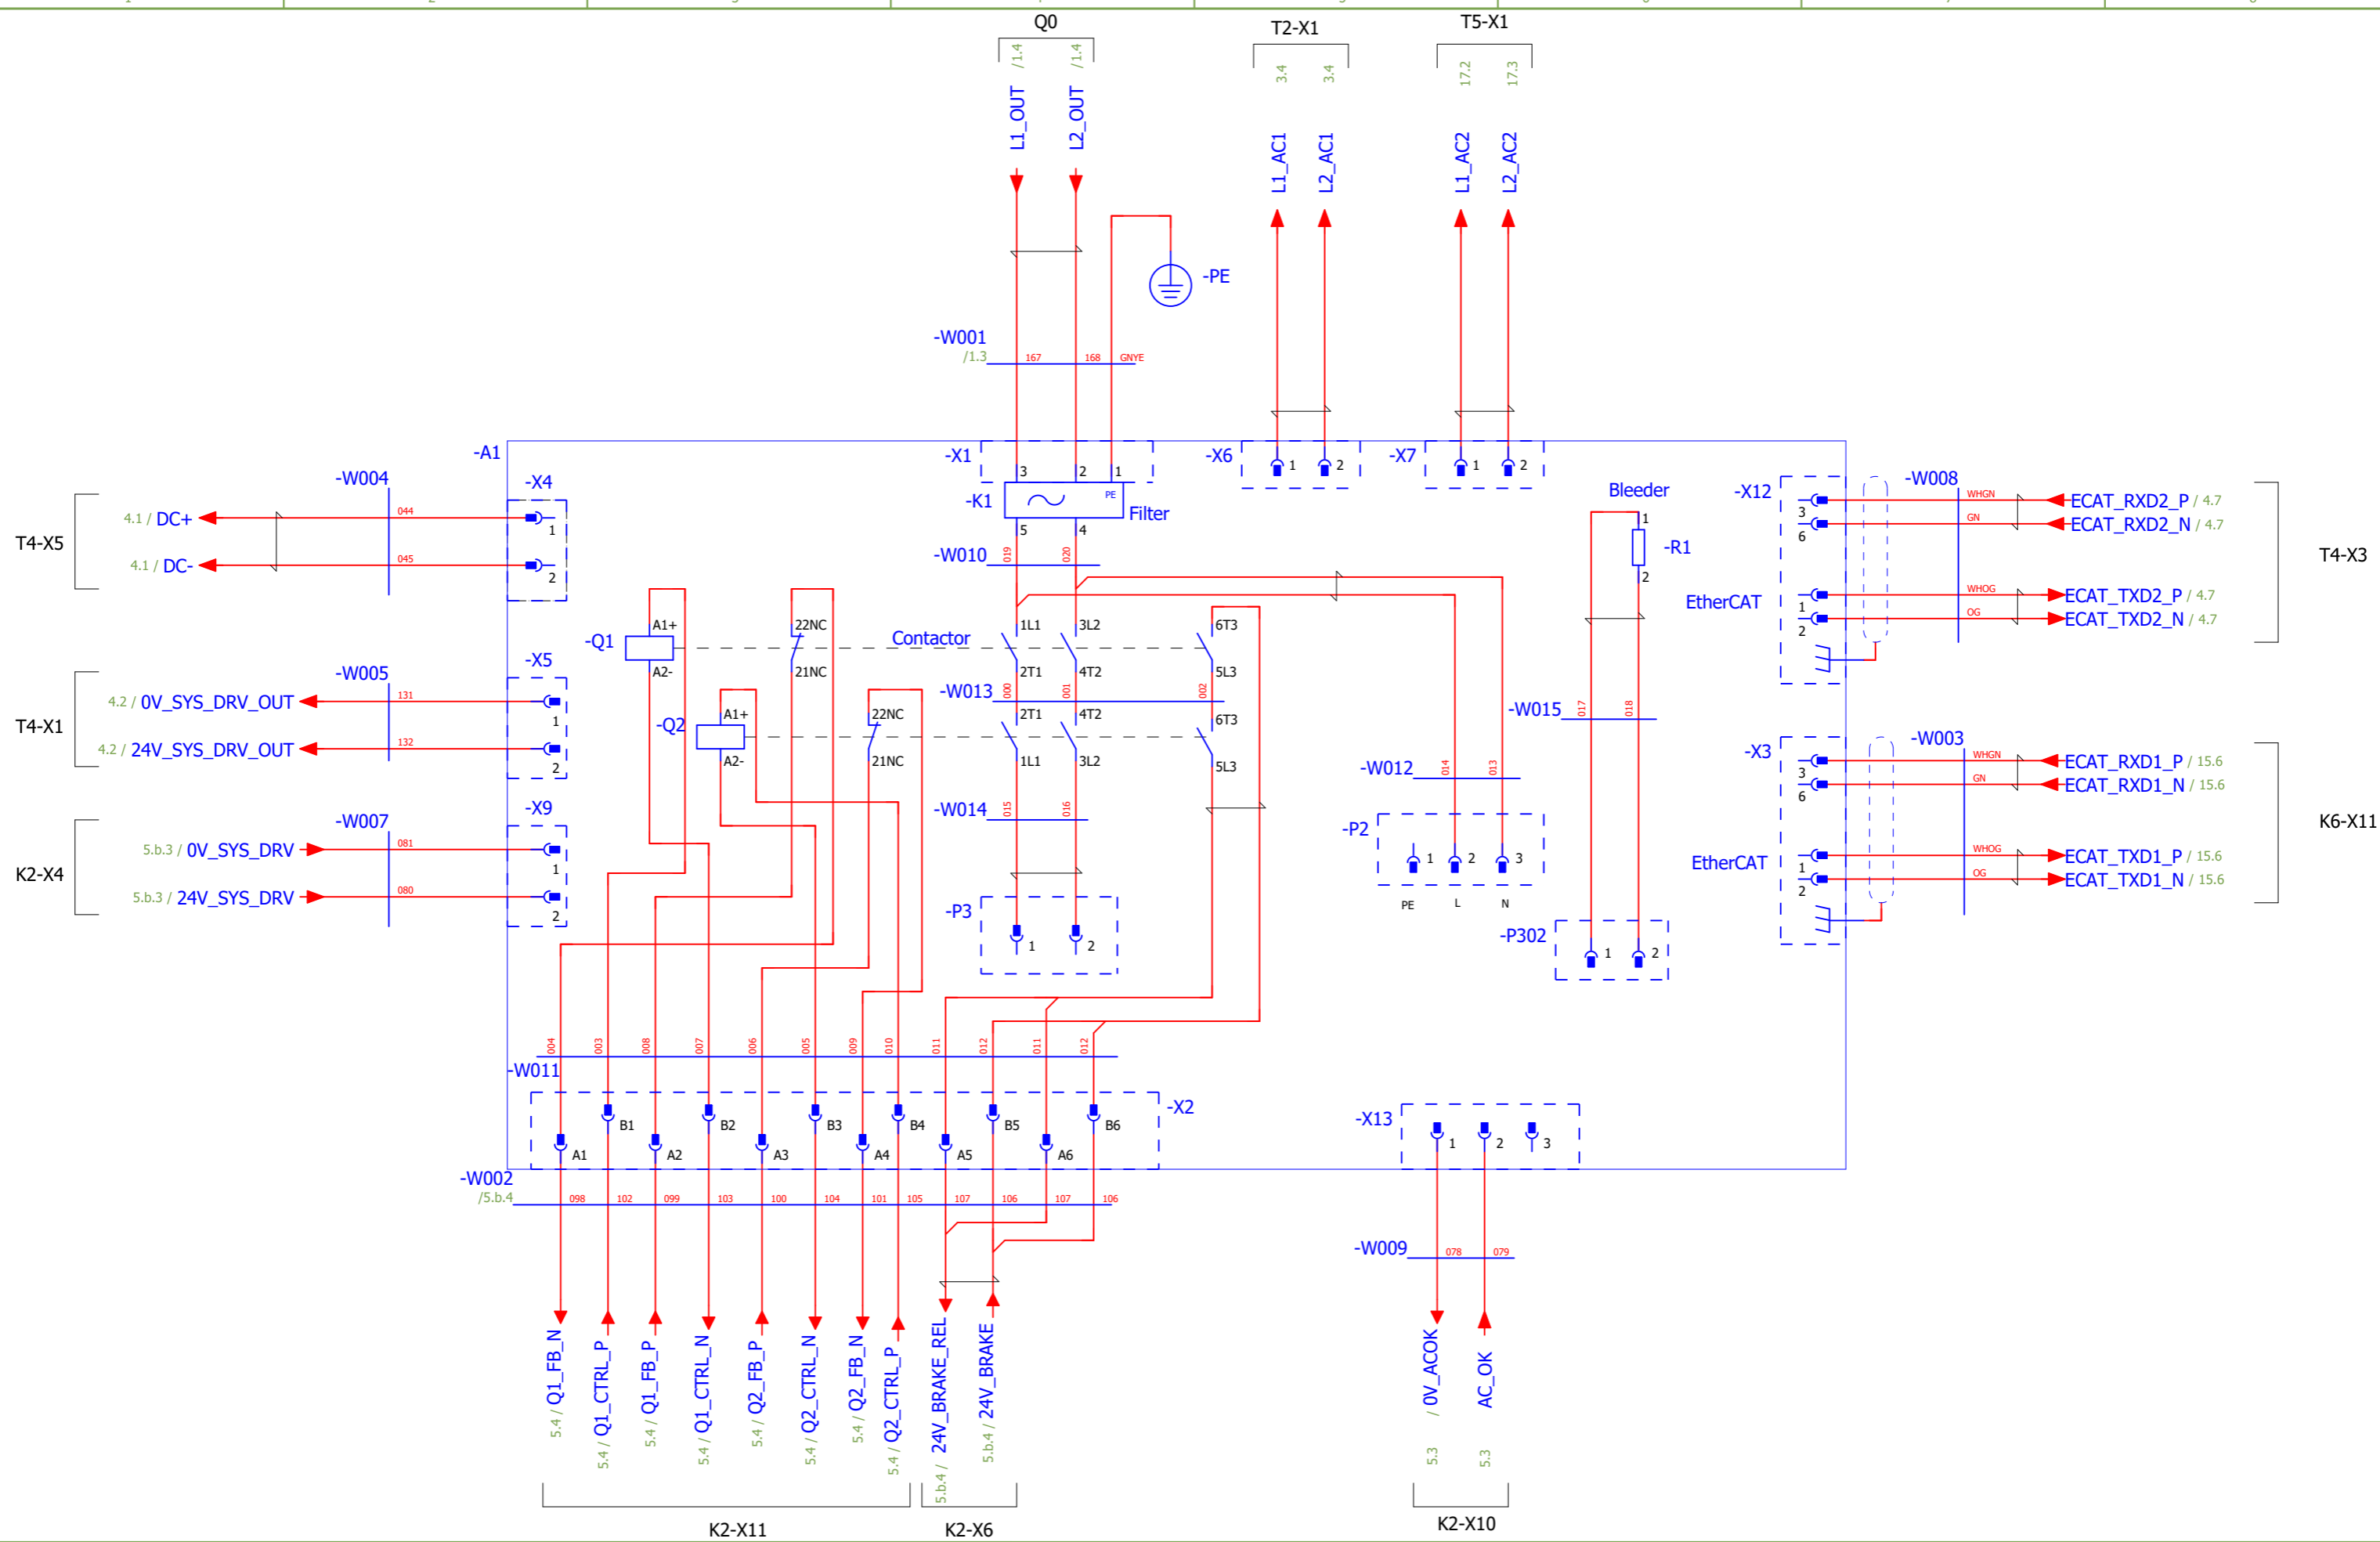 Q0
T2-X1
T5-X1
/1.4
/1.4
3.4
3.4
17.2
17.3
L1_OUT
L2_OUT
L1_AC1
L2_AC1
L1_AC2
L2_AC2
-PE
-W001
/1.3
167
168
GNYE
-A1
-X1
3
2
1
-K1
PE
Filter
5
4
-X6
1
2
-X7
1
2
T4-X5
4.1 / DC+
4.1 / DC-
-W004
044
045
-X4
1
2
T4-X1
4.2 / 0V_SYS_DRV_OUT
4.2 / 24V_SYS_DRV_OUT
-W005
131
132
-X5
1
2
K2-X4
5.b.3 / 0V_SYS_DRV
5.b.3 / 24V_SYS_DRV
-W007
081
080
-X9
1
2
-W010
019
020
-Q1
A1+
A2-
22NC
21NC
Contactor
1L1
3L2
6T3
2T1
4T2
5L3
-W013
000
001
002
-Q2
A1+
A2-
22NC
21NC
2T1
4T2
6T3
1L1
3L2
5L3
-W014
015
016
-P3
1
2
Bleeder
1
-R1
2
-W015
017
018
-W012
014
013
-P2
1
2
3
PE
L
N
-P302
1
2
-X12
3
6
EtherCAT
1
2
-W008
WHGN
GN
WHOG
OG
ECAT_RXD2_P / 4.7
ECAT_RXD2_N / 4.7
ECAT_TXD2_P / 4.7
ECAT_TXD2_N / 4.7
T4-X3
-X3
3
6
EtherCAT
1
2
-W003
WHGN
GN
WHOG
OG
ECAT_RXD1_P / 15.6
ECAT_RXD1_N / 15.6
ECAT_TXD1_P / 15.6
ECAT_TXD1_N / 15.6
K6-X11
004
003
008
007
006
005
009
010
011
012
011
012
-W011
-X2
B1
B2
B3
B4
B5
B6
A1
A2
A3
A4
A5
A6
-W002
/5.b.4
098
102
099
103
100
104
101
105
107
106
107
106
5.4 / Q1_FB_N
5.4 / Q1_CTRL_P
5.4 / Q1_FB_P
5.4 / Q1_CTRL_N
5.4 / Q2_FB_P
5.4 / Q2_CTRL_N
5.4 / Q2_FB_N
5.4 / Q2_CTRL_P
5.b.4 / 24V_BRAKE_REL
5.b.4 / 24V_BRAKE
K2-X11
K2-X6
-X13
1
2
3
-W009
078
079
5.3 / 0V_ACOK
5.3 AC_OK
K2-X10